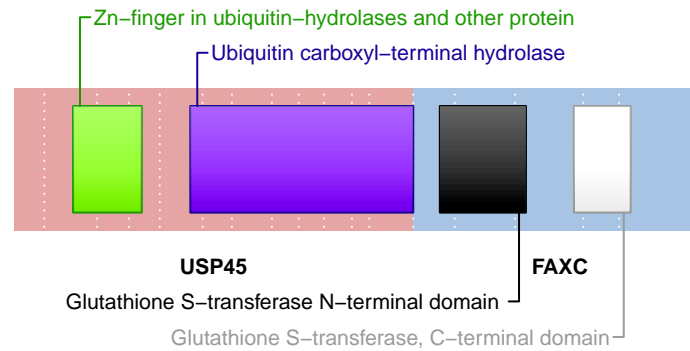 Zn−finger in ubiquitin−hydrolases and other protein
Ubiquitin carboxyl−terminal hydrolase
USP45 FAXC
Glutathione S−transferase N−terminal domain
Glutathione S−transferase, C−terminal domain